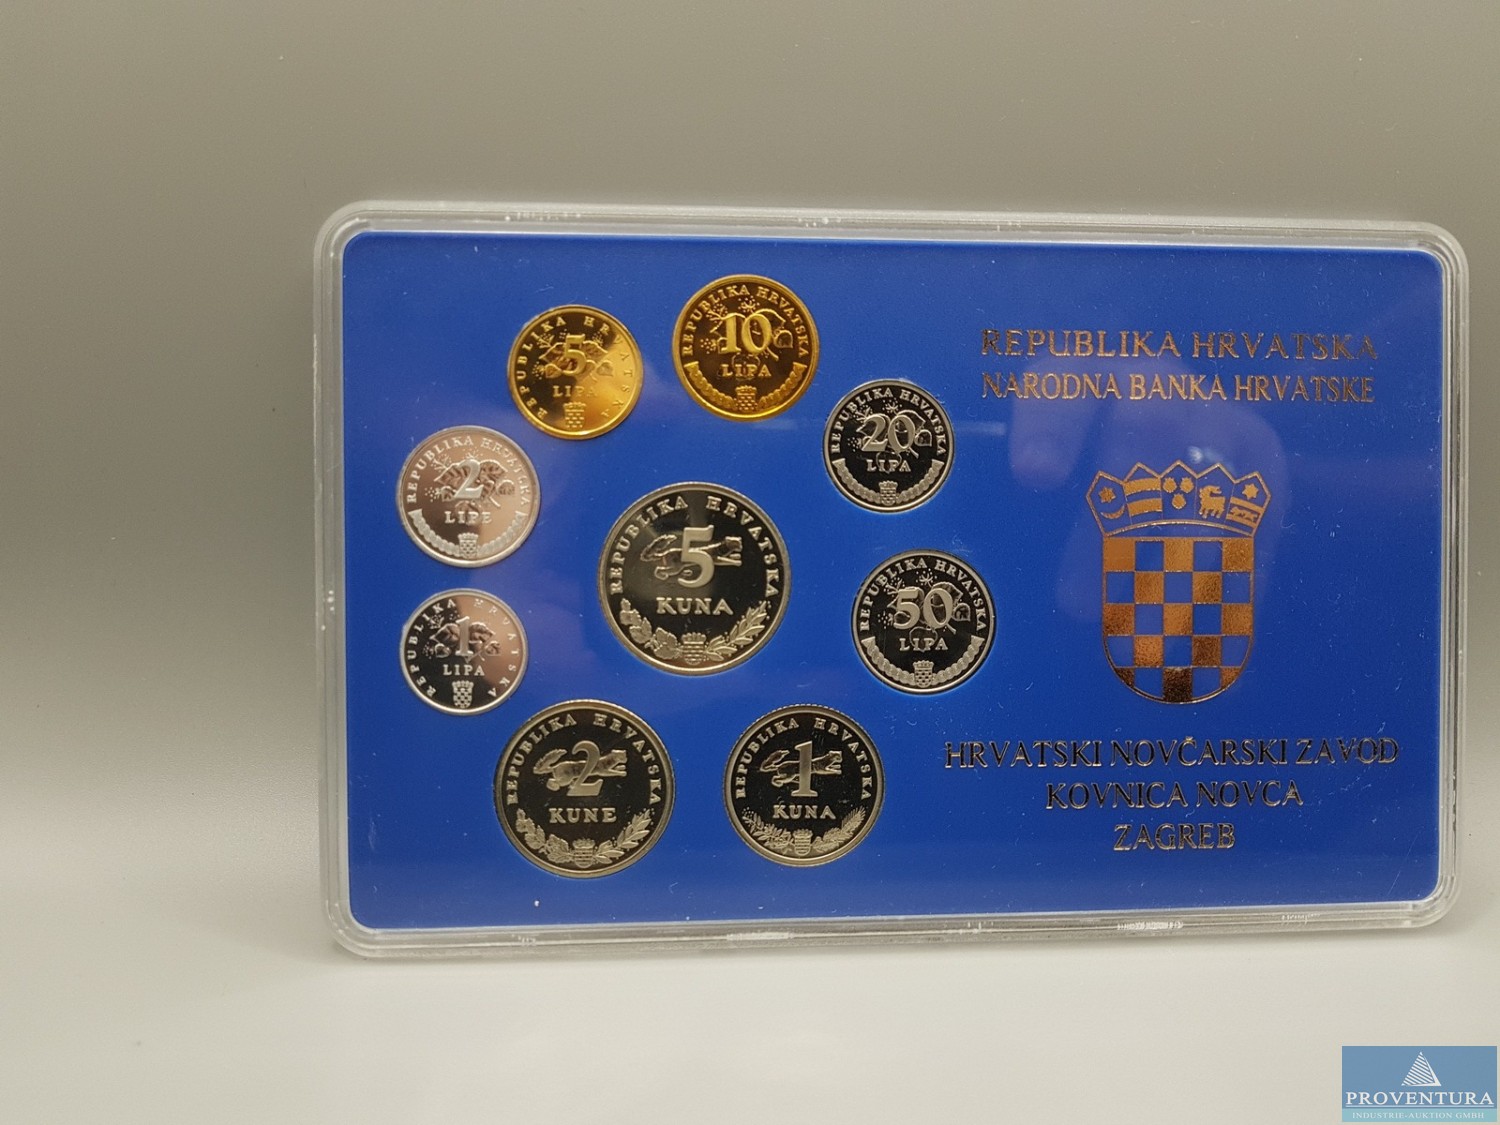 REPUBLIKA HRVATSKA
5
LIPA
REPUBLIKA HRVATSKA
10
LIPA
REPUBLIKA HRVATSKA
20
LIPA
REPUBLIKA HRVATSKA
2
LIPE
REPUBLIKA HRVATSKA
5
KUNA
REPUBLIKA HRVATSKA
50
LIPA
REPUBLIKA HRVATSKA
1
LIPA
REPUBLIKA HRVATSKA
2
KUNE
REPUBLIKA HRVATSKA
1
KUNA
REPUBLIKA HRVATSKA
NARODNA BANKA HRVATSKE
HRVATSKI NOVČARSKI ZAVOD
KOVNICA NOVCA
ZAGREB
PROVENTURA
INDUSTRIE-AUKTION GMBH